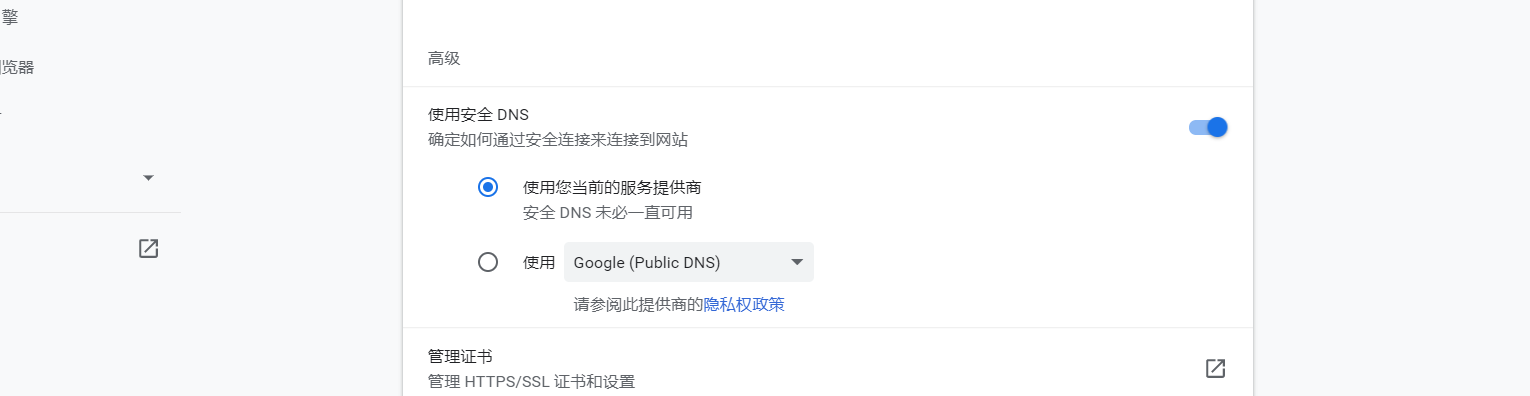 擎
览器
高级
使用安全 DNS
确定如何通过安全连接来连接到网站
使用您当前的服务提供商
安全 DNS 未必一直可用
使用 Google (Public DNS)
请参阅此提供商的隐私权政策
管理证书
管理 HTTPS/SSL 证书和设置